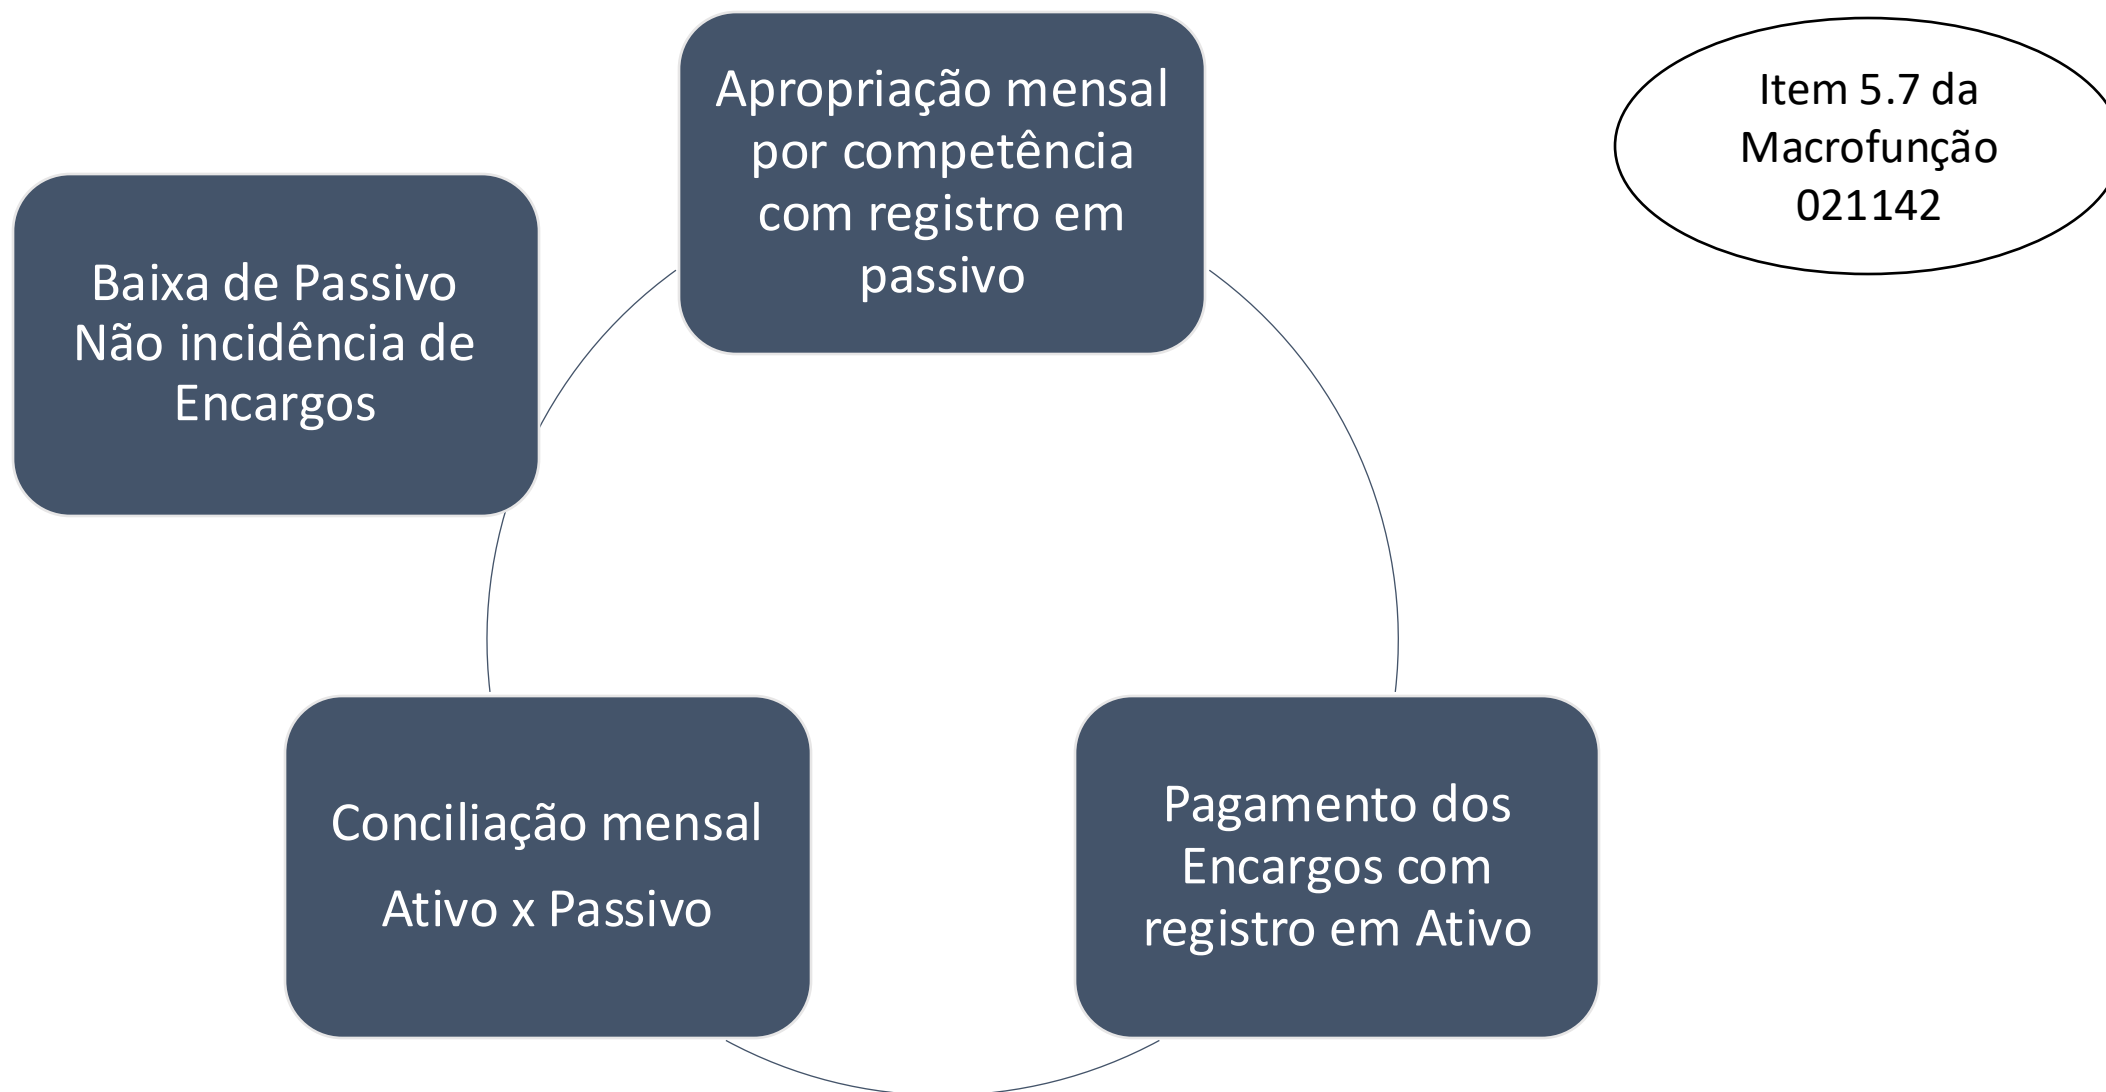 Apropriação mensal
por competência
com registro em
passivo
Item 5.7 da
Macrofunção
021142
Baixa de Passivo
Não incidência de
Encargos
Conciliação mensal
Ativo x Passivo
Pagamento dos
Encargos com
registro em Ativo